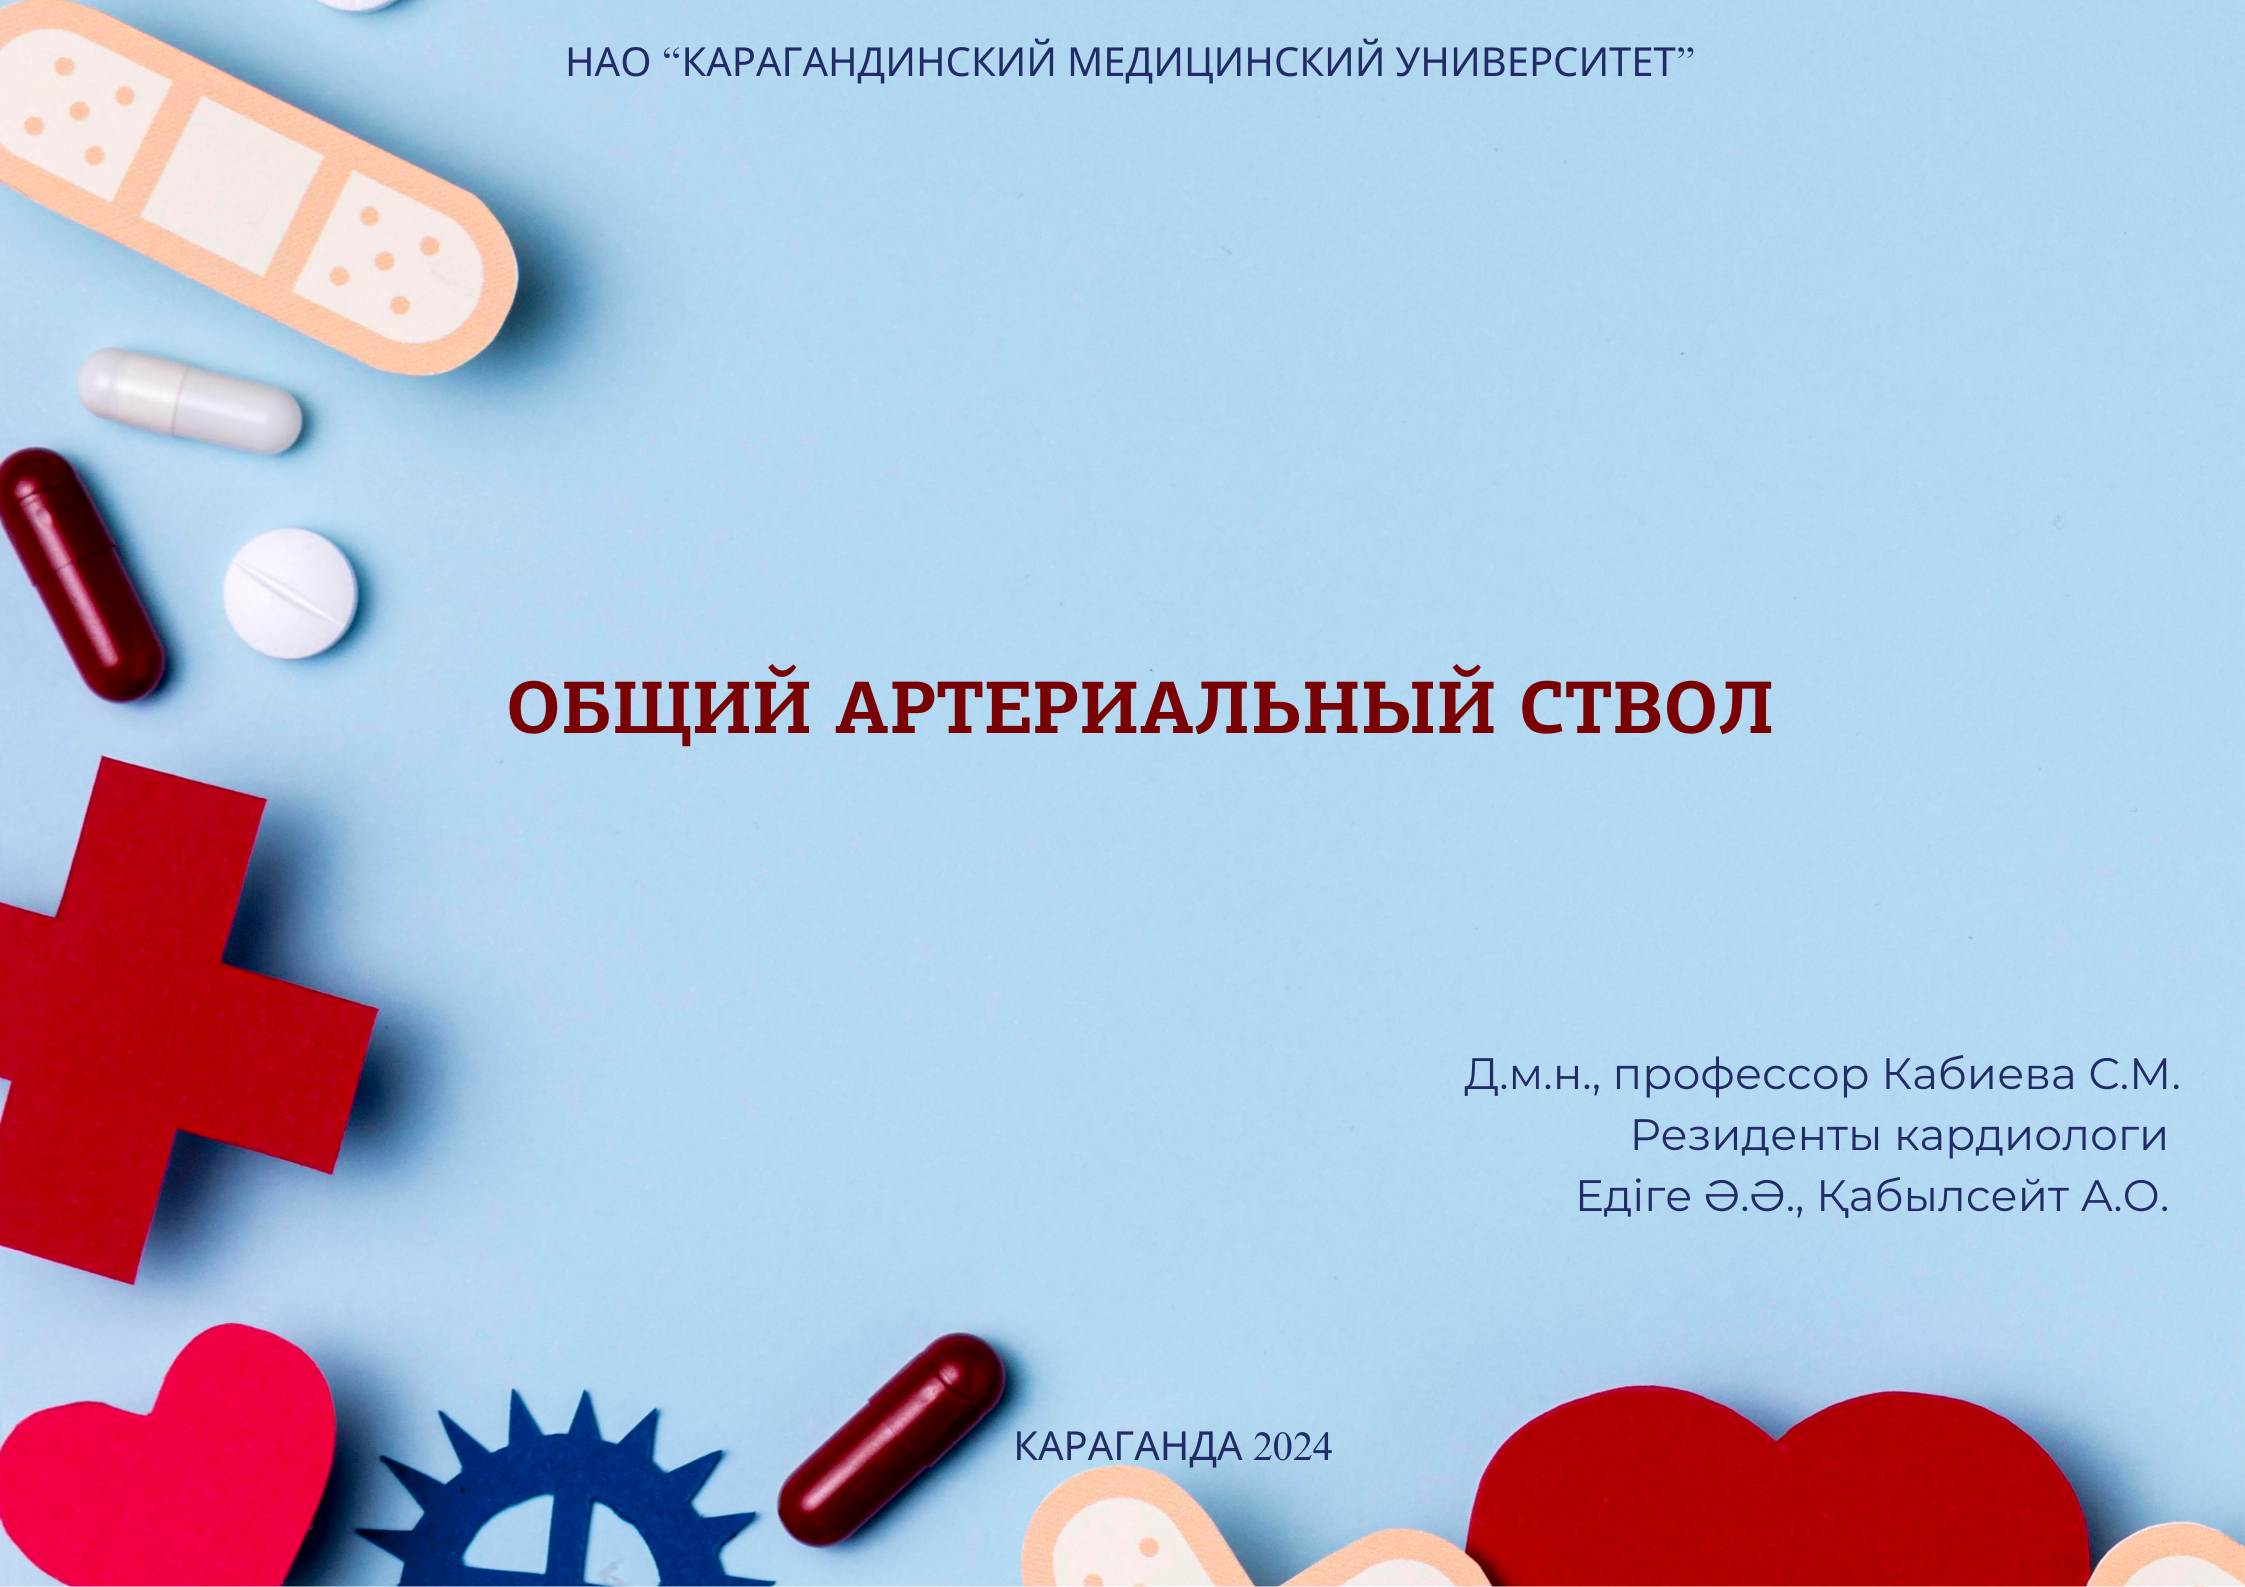 НАО “КАРАГАНДИНСКИЙ МЕДИЦИНСКИЙ УНИВЕРСИТЕТ”
ОБЩИЙ АРТЕРИАЛЬНЫЙ СТВОЛ
Д.м.н., профессор Кабиева С.М.
Резиденты кардиологи
Едіге Ә.Ә., Қабылсейт А.О.
КАРАГАНДА 2024